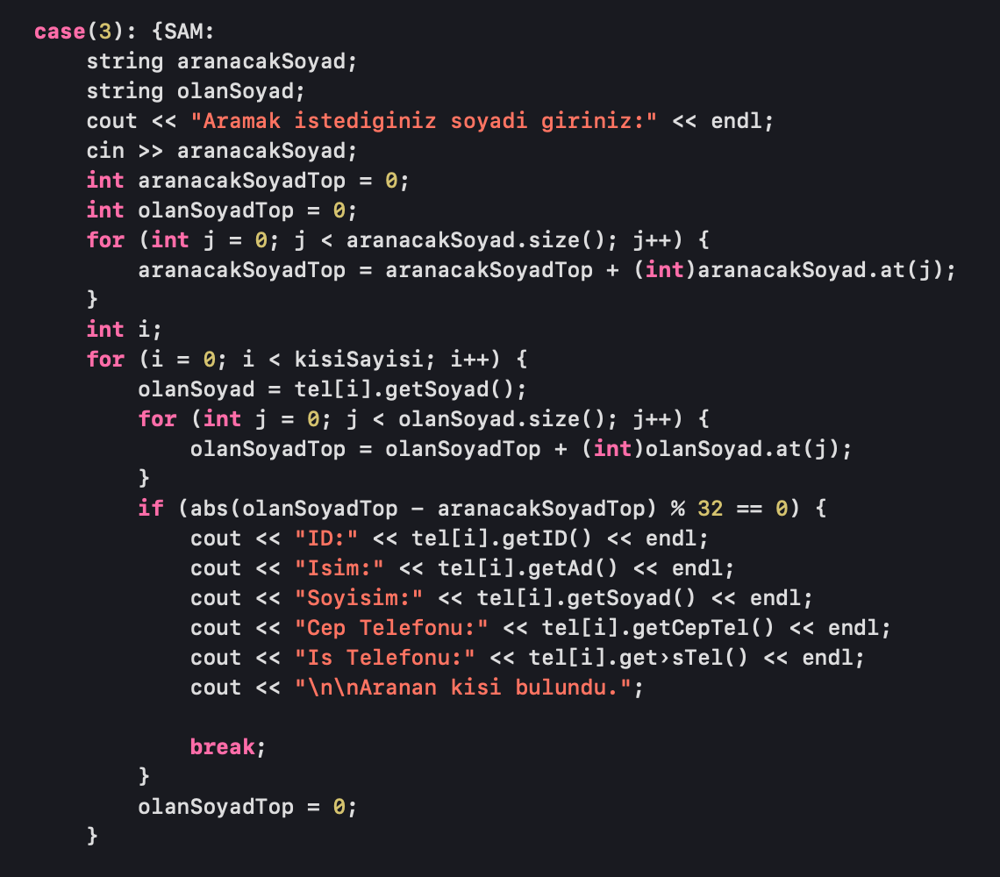 case(3): {SAM:
string aranacakSoyad;
string olanSoyad;
cout << "Aramak istediginiz soyadi giriniz:" << endl;
cin >> aranacakSoyad;
int aranacakSoyadTop = 0;
int olanSoyadTop = 0;
for (int j = 0; j < aranacakSoyad.size(); j++) {
aranacakSoyadTop = aranacakSoyadTop + (int)aranacakSoyad.at(j);
}
int i;
for (i = 0; i < kisiSayisi; i++) {
olanSoyad = tel[i].getSoyad();
for (int j = 0; j < olanSoyad.size(); j++) {
olanSoyadTop = olanSoyadTop + (int)olanSoyad.at(j);
}
if (abs(olanSoyadTop - aranacakSoyadTop) % 32 == 0) {
cout << "ID:" << tel[i].getID() << endl;
cout << "Isim:" << tel[i].getAd() << endl;
cout << "Soyisim:" << tel[i].getSoyad() << endl;
cout << "Cep Telefonu:" << tel[i].getCepTel() << endl;
cout << "Is Telefonu:" << tel[i].get›sTel() << endl;
cout << "\n\nAranan kisi bulundu.";
break;
}
olanSoyadTop = 0;
}